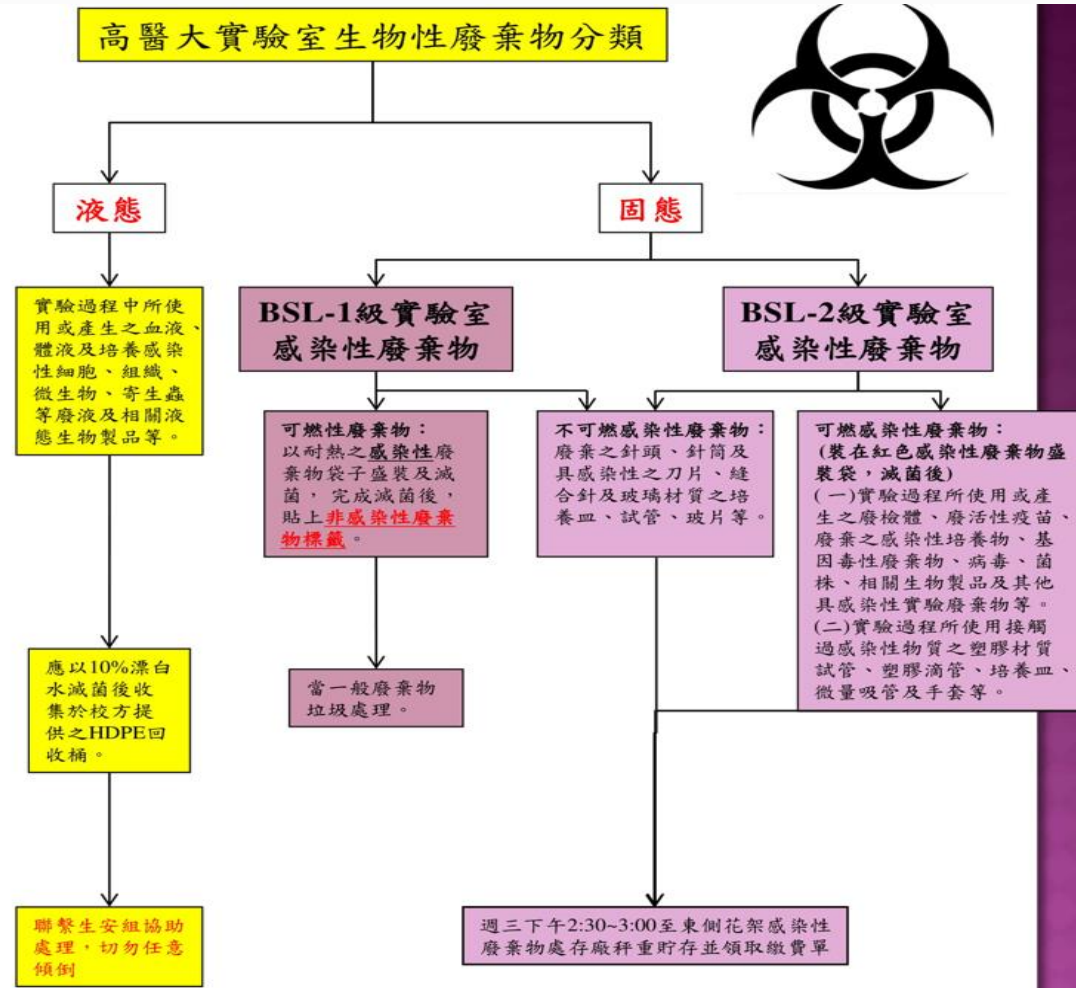 高醫大實驗室生物性廢棄物分類
液態
固態
實驗過程中所使
用或產生之血液、
體液及培養感染
性細胞、組織、
微生物、寄生蟲
等廢液及相關液
態生物製品等。
BSL-1級實驗室
感染性廢棄物
BSL-2級實驗室
感染性廢棄物
可燃性廢棄物：
以耐熱之感染性廢
棄物袋子盛裝及滅
菌，完成滅菌後，
貼上非感染性廢棄
物標籤。
不可燃感染性廢棄物：
廢棄之針頭、針筒及
具感染性之刀片、縫
合針及玻璃材質之培
養皿、試管、玻片等。
可燃感染性廢棄物：
(裝在紅色感染性廢棄物盛
裝袋，滅菌後)
(一)實驗過程所使用或產
生之廢檢體、廢活性疫苗、
廢棄之感染性培養物、基
因毒性廢棄物、病毒、菌
株、相關生物製品及其他
具感染性實驗廢棄物等。
(二)實驗過程所使用接觸
過感染性物質之塑膠材質
試管、塑膠滴管、培養皿、
微量吸管及手套等。
應以10%漂白
水滅菌後收
集於校方提
供之HDPE回
收桶。
當一般廢棄物
垃圾處理。
聯繫生安組協助
處理，切勿任意
傾倒
週三下午2:30~3:00至東側花架感染性
廢棄物處存廠秤重貯存並領取繳費單